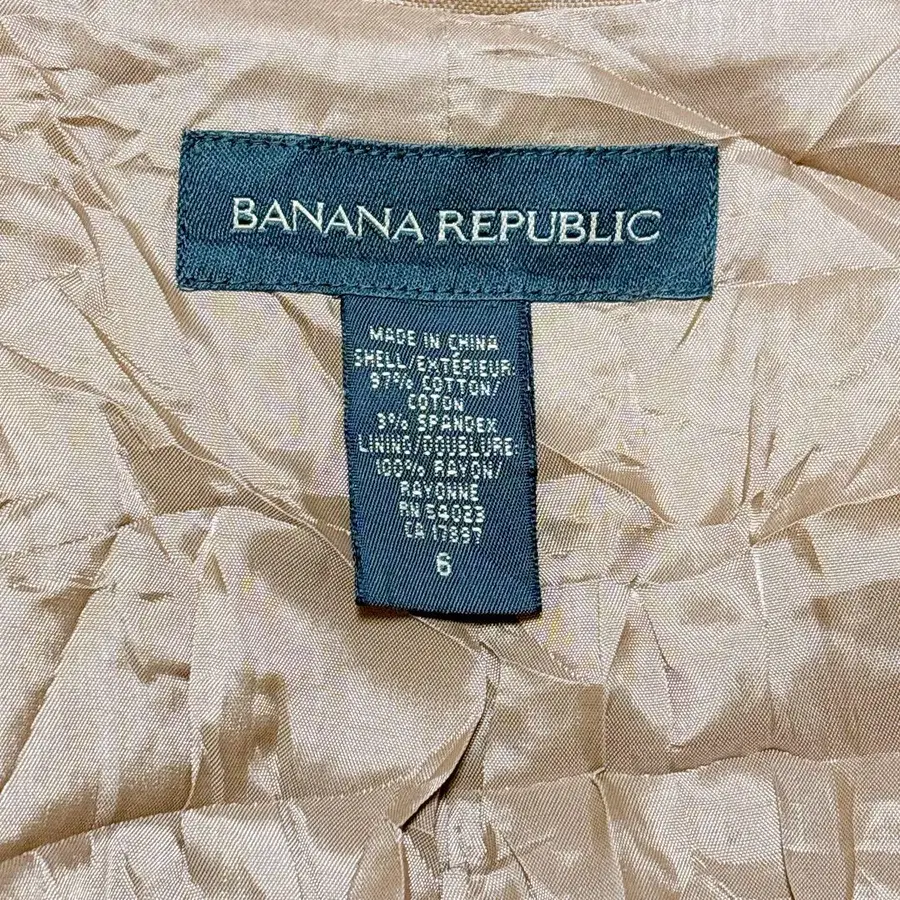 BANANA REPUBLIC
MADE IN CHINA
SHELL/EXTÉRIEUR:
97% COTTON/
COTON
3% SPANDEX
LINING/DOUBLURE
100% RAYON/
RAYONNE
RN 54023
CA 17897
6